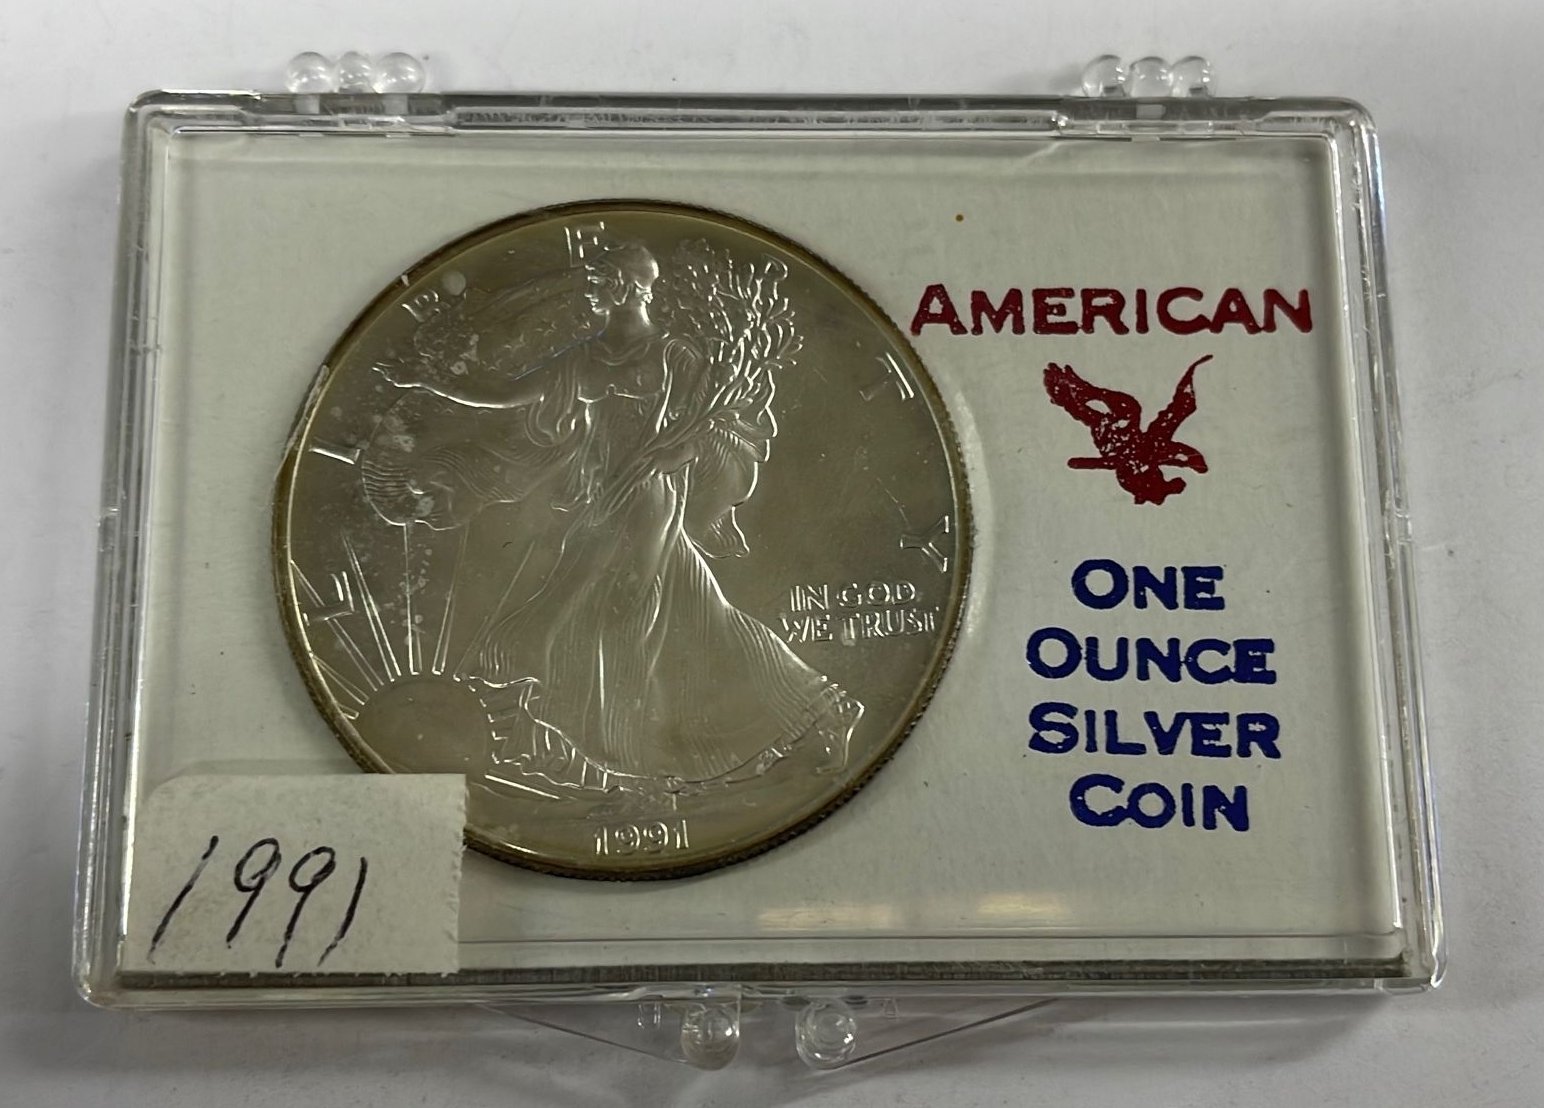 LIBERTY
IN GOD
WE TRUST
1991
AMERICAN
ONE
OUNCE
SILVER
COIN
1991